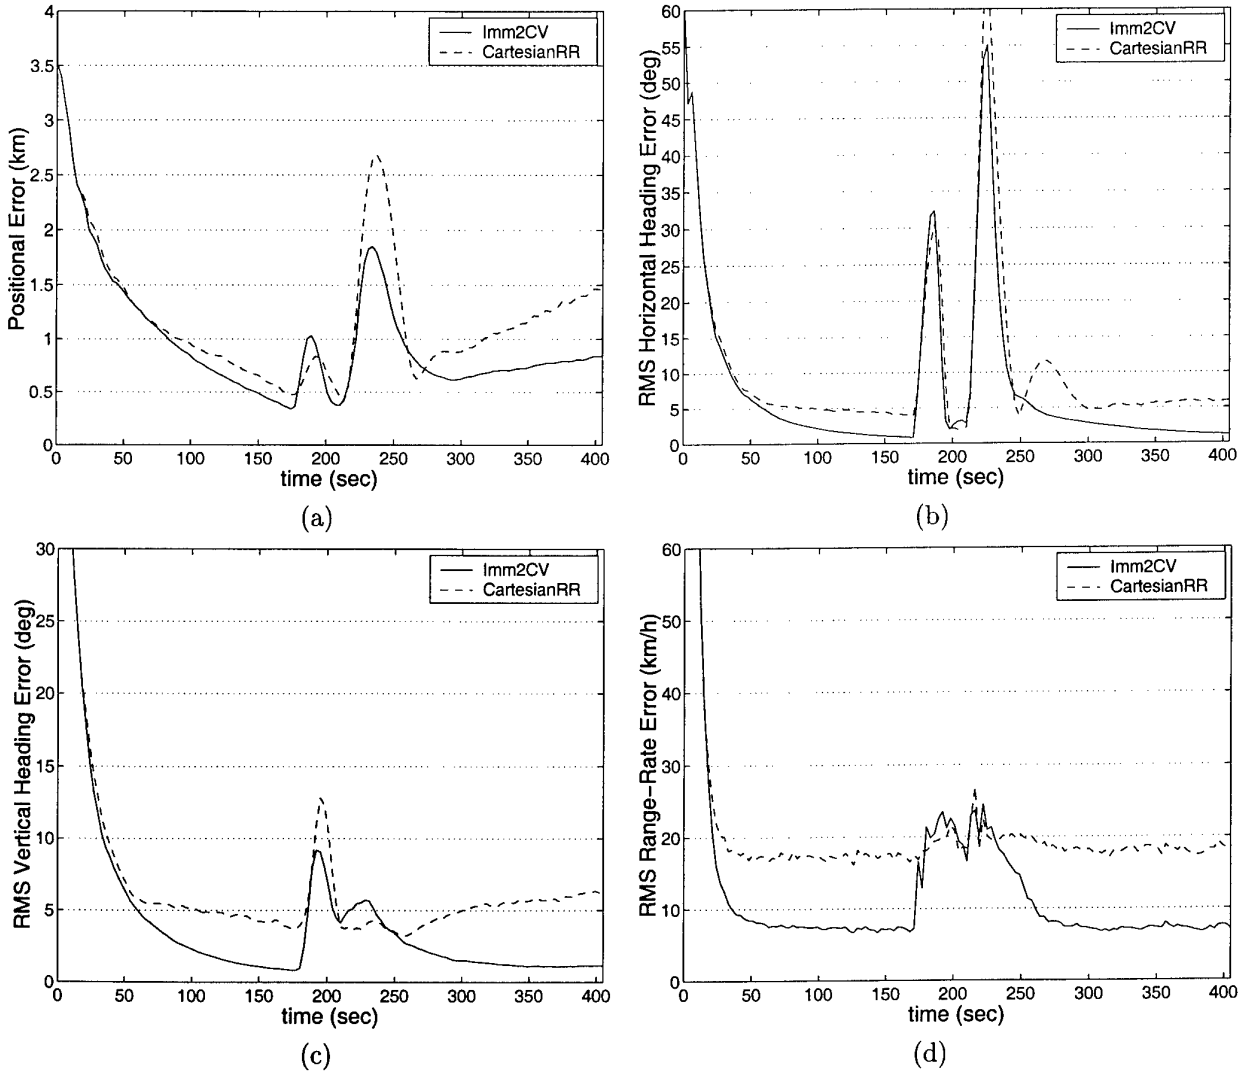 4
3.5
3
2.5
2
1.5
1
0.5
0
Positional Error (km)
Imm2CV
CartesianRR
0 50 100 150 200 250 300 350 400
time (sec)
(a)
60
55
50
45
40
35
30
25
20
15
10
5
0
RMS Horizontal Heading Error (deg)
Imm2CV
CartesianRR
0 50 100 150 200 250 300 350 400
time (sec)
(b)
30
25
20
15
10
5
0
RMS Vertical Heading Error (deg)
Imm2CV
CartesianRR
0 50 100 150 200 250 300 350 400
time (sec)
(c)
60
50
40
30
20
10
0
RMS Range-Rate Error (km/h)
Imm2CV
CartesianRR
0 50 100 150 200 250 300 350 400
time (sec)
(d)